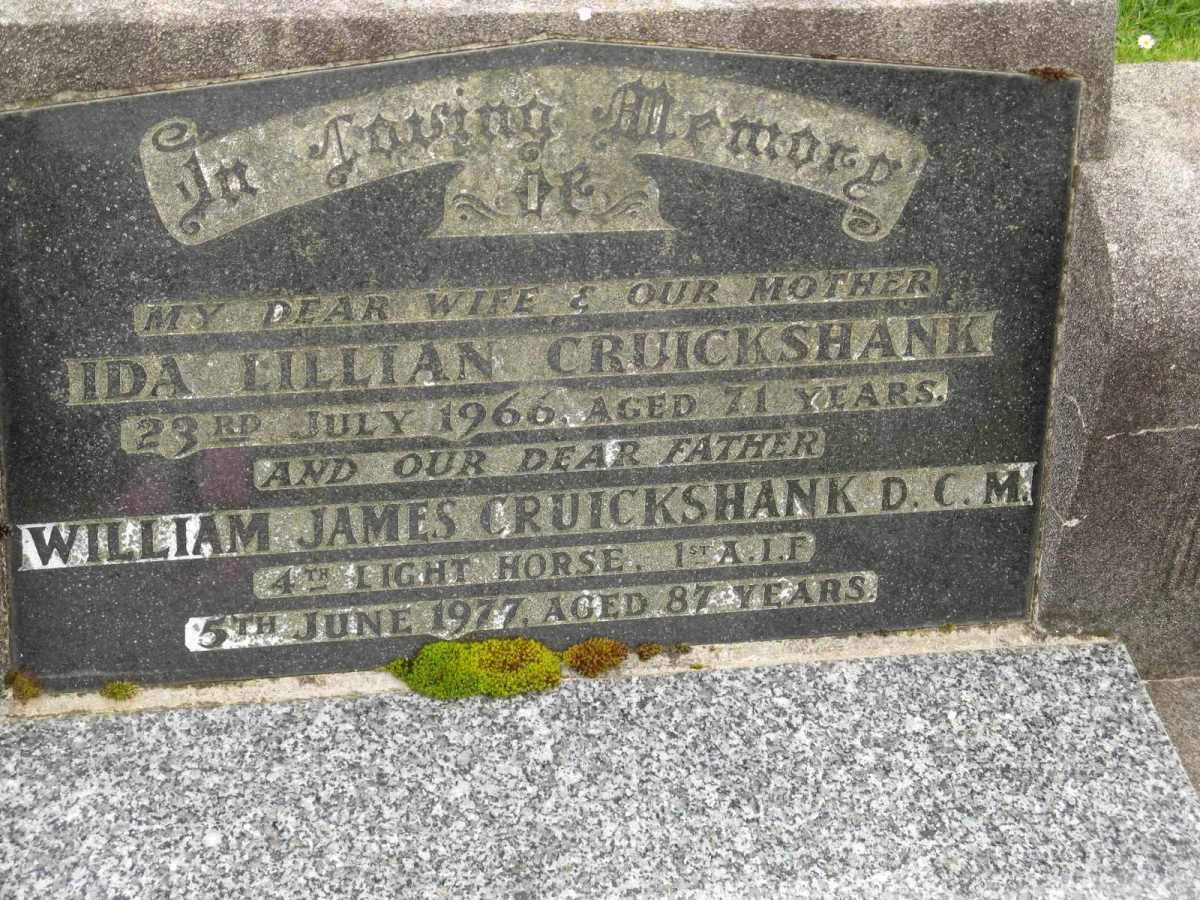 In Loving Memory
of
MY DEAR WIFE & OUR MOTHER
IDA LILLIAN CRUICKSHANK
23RD JULY 1966, AGED 71 YEARS.
AND OUR DEAR FATHER
WILLIAM JAMES CRUICKSHANK D.C.M.
4TH LIGHT HORSE. 1ST A.I.F
5TH JUNE 1977, AGED 87 YEARS.